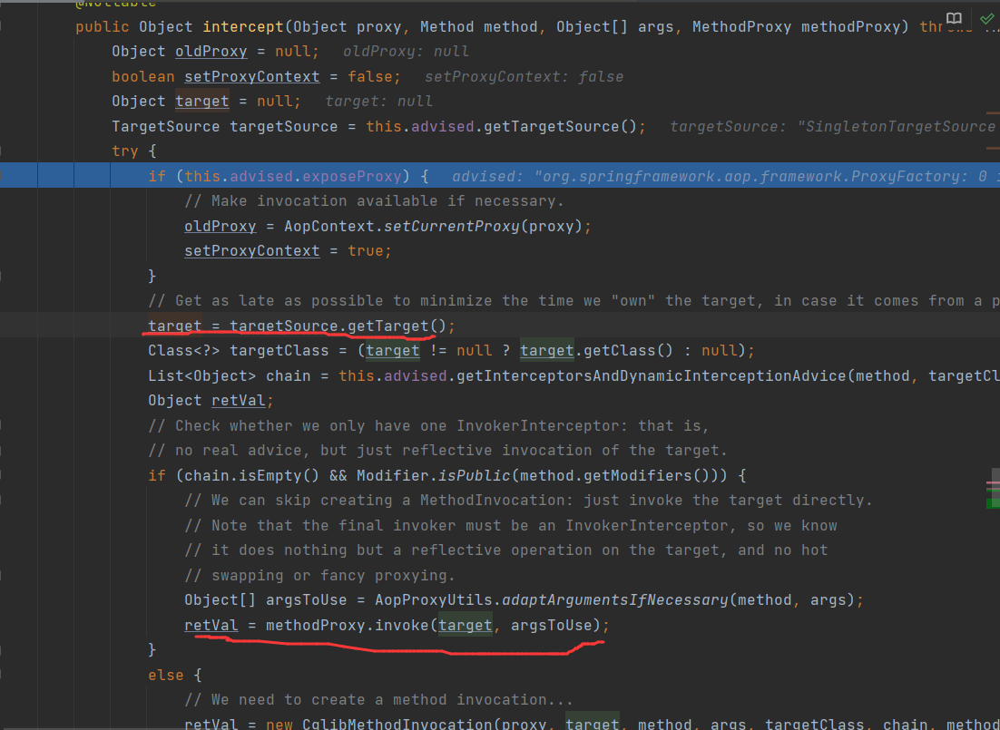 @Nullable
public Object intercept(Object proxy, Method method, Object[] args, MethodProxy methodProxy) throws
Object oldProxy = null;   oldProxy: null
boolean setProxyContext = false;   setProxyContext: false
Object target = null;   target: null
TargetSource targetSource = this.advised.getTargetSource();   targetSource: "SingletonTargetSource
try {
if (this.advised.exposeProxy) {   advised: "org.springframework.aop.framework.ProxyFactory: 0
// Make invocation available if necessary.
oldProxy = AopContext.setCurrentProxy(proxy);
setProxyContext = true;
}
// Get as late as possible to minimize the time we "own" the target, in case it comes from a p
target = targetSource.getTarget();
Class<?> targetClass = (target != null ? target.getClass() : null);
List<Object> chain = this.advised.getInterceptorsAndDynamicInterceptionAdvice(method, targetCl
Object retVal;
// Check whether we only have one InvokerInterceptor: that is,
// no real advice, but just reflective invocation of the target.
if (chain.isEmpty() && Modifier.isPublic(method.getModifiers())) {
// We can skip creating a MethodInvocation: just invoke the target directly.
// Note that the final invoker must be an InvokerInterceptor, so we know
// it does nothing but a reflective operation on the target, and no hot
// swapping or fancy proxying.
Object[] argsToUse = AopProxyUtils.adaptArgumentsIfNecessary(method, args);
retVal = methodProxy.invoke(target, argsToUse);
}
else {
// We need to create a method invocation...
retVal = new CglibMethodInvocation(proxy, target, method, args, targetClass, chain, method